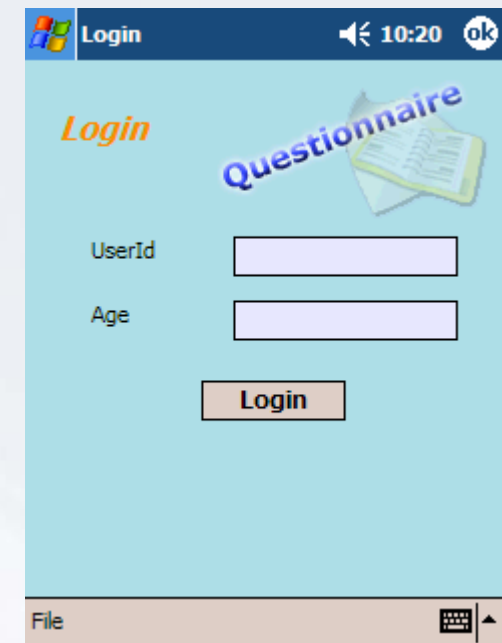 Login 10:20 ok
Login
Questionnaire
UserId
Age
Login
File